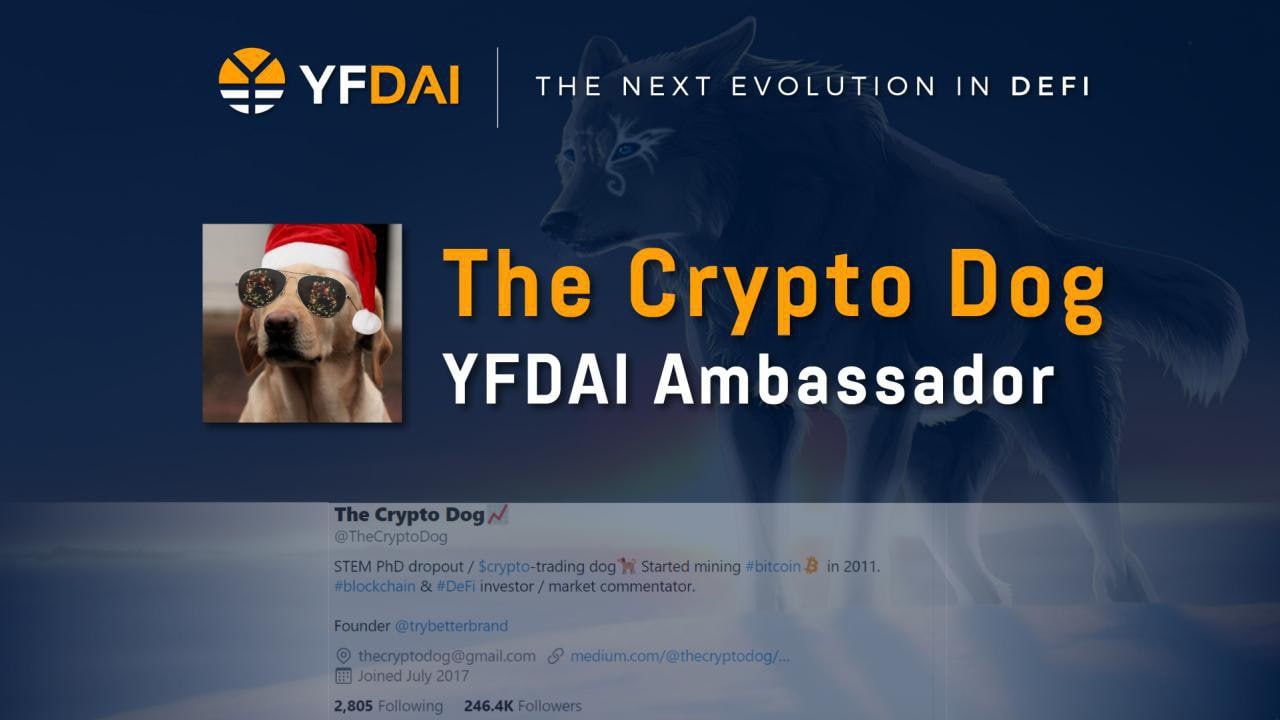 YFDAI
THE NEXT EVOLUTION IN DEFI
The Crypto Dog
YFDAI Ambassador
The Crypto Dog📈
@TheCryptoDog
STEM PhD dropout / $crypto-trading dog🐕 Started mining #bitcoin₿ in 2011.
#blockchain & #DeFi investor / market commentator.
Founder @trybetterbrand
thecryptodog@gmail.com medium.com/@thecryptodog/...
Joined July 2017
2,805 Following 246.4K Followers